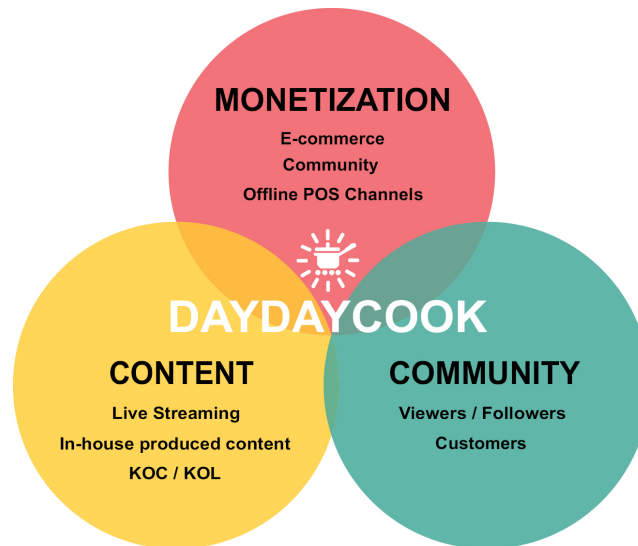 MONETIZATION
E-commerce
Community
Offline POS Channels
DAYDAYCOOK
CONTENT
Live Streaming
In-house produced content
KOC / KOL
COMMUNITY
Viewers / Followers
Customers